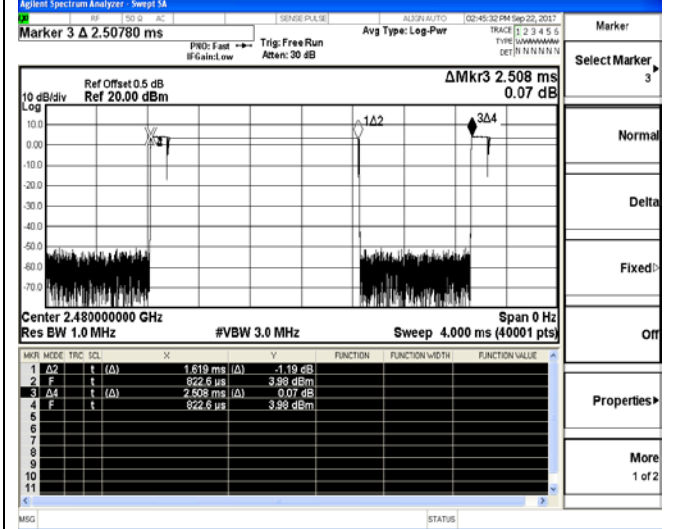 Agilent Spectrum Analyzer - Swept SA
RF 50 Ω AC SENSE:PULSE ALIGN AUTO 02:45:32 PM Sep 22, 2017
Marker 3 Δ 2.50780 ms
PNO: Fast
IFGain:Low
Trig: Free Run
Atten: 30 dB
Avg Type: Log-Pwr
TRACE 1 2 3 4 5 6
TYPE WWWWWW
DET N N N N N N
Ref Offset 0.5 dB
10 dB/div Ref 20.00 dBm
Log
ΔMkr3 2.508 ms
0.07 dB
10.0
0.00
-10.0
-20.0
-30.0
-40.0
-50.0
-60.0
-70.0
1Δ2
3Δ4
Center 2.480000000 GHz
Span 0 Hz
Res BW 1.0 MHz #VBW 3.0 MHz Sweep 4.000 ms (40001 pts)
MKR MODE TRC SCL X Y FUNCTION FUNCTION WIDTH FUNCTION VALUE
1 Δ2 t (Δ) 1.619 ms (Δ) -1.19 dB
2 F t 822.6 µs 3.98 dBm
3 Δ4 t (Δ) 2.508 ms (Δ) 0.07 dB
4 F t 822.6 µs 3.98 dBm
5
6
7
8
9
10
11
MSG STATUS
Marker
Select Marker
3
Normal
Delta
Fixed
Off
Properties
More
1 of 2